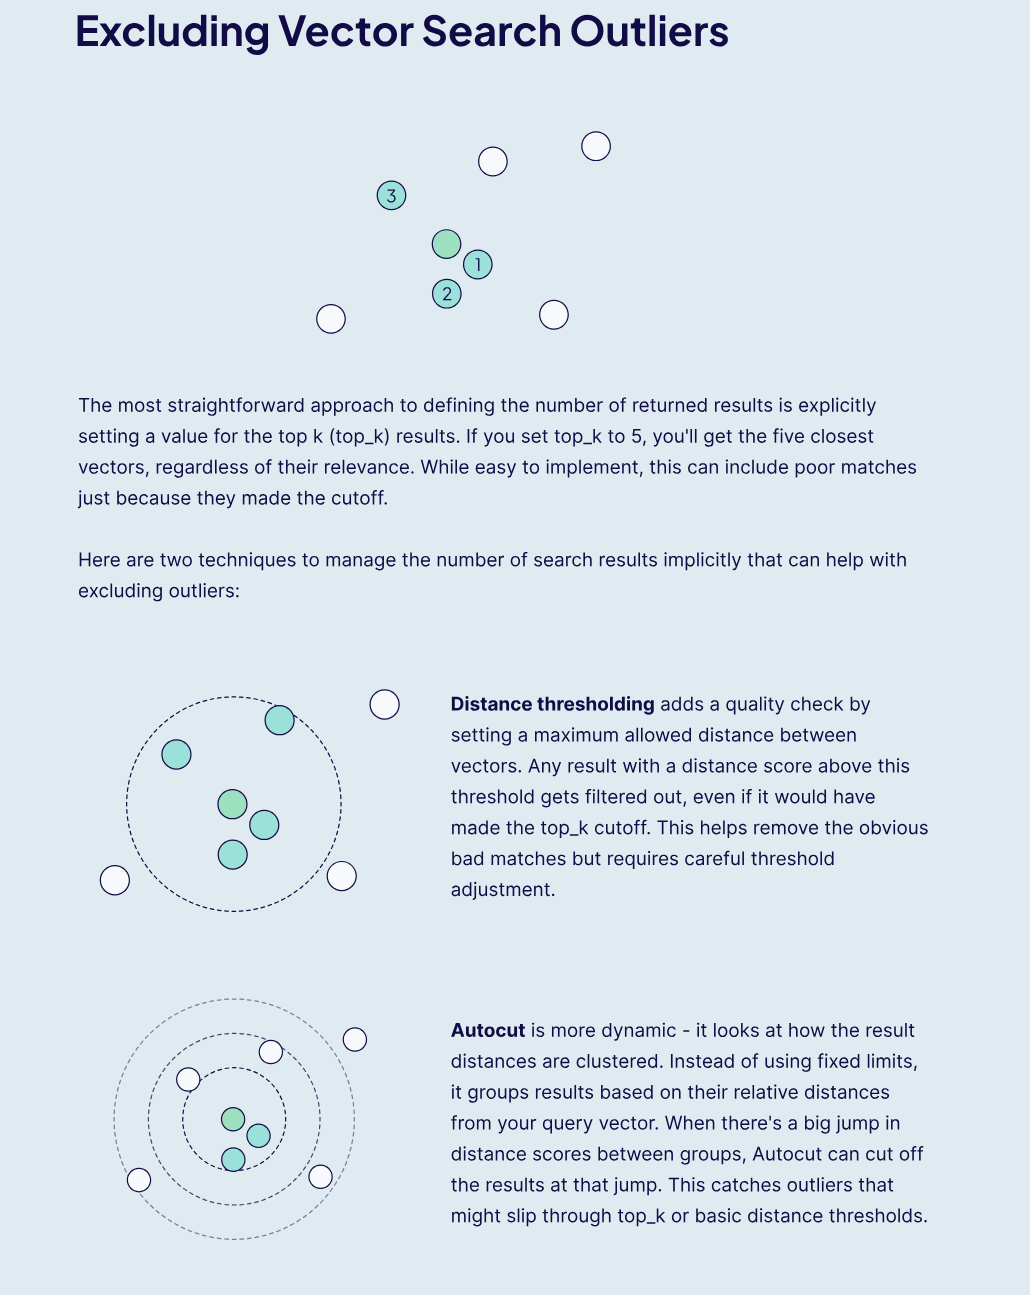 Excluding Vector Search Outliers
3
1
2
The most straightforward approach to defining the number of returned results is explicitly
setting a value for the top k (top_k) results. If you set top_k to 5, you'll get the five closest
vectors, regardless of their relevance. While easy to implement, this can include poor matches
just because they made the cutoff.
Here are two techniques to manage the number of search results implicitly that can help with
excluding outliers:
Distance thresholding adds a quality check by
setting a maximum allowed distance between
vectors. Any result with a distance score above this
threshold gets filtered out, even if it would have
made the top_k cutoff. This helps remove the obvious
bad matches but requires careful threshold
adjustment.
Autocut is more dynamic - it looks at how the result
distances are clustered. Instead of using fixed limits,
it groups results based on their relative distances
from your query vector. When there's a big jump in
distance scores between groups, Autocut can cut off
the results at that jump. This catches outliers that
might slip through top_k or basic distance thresholds.